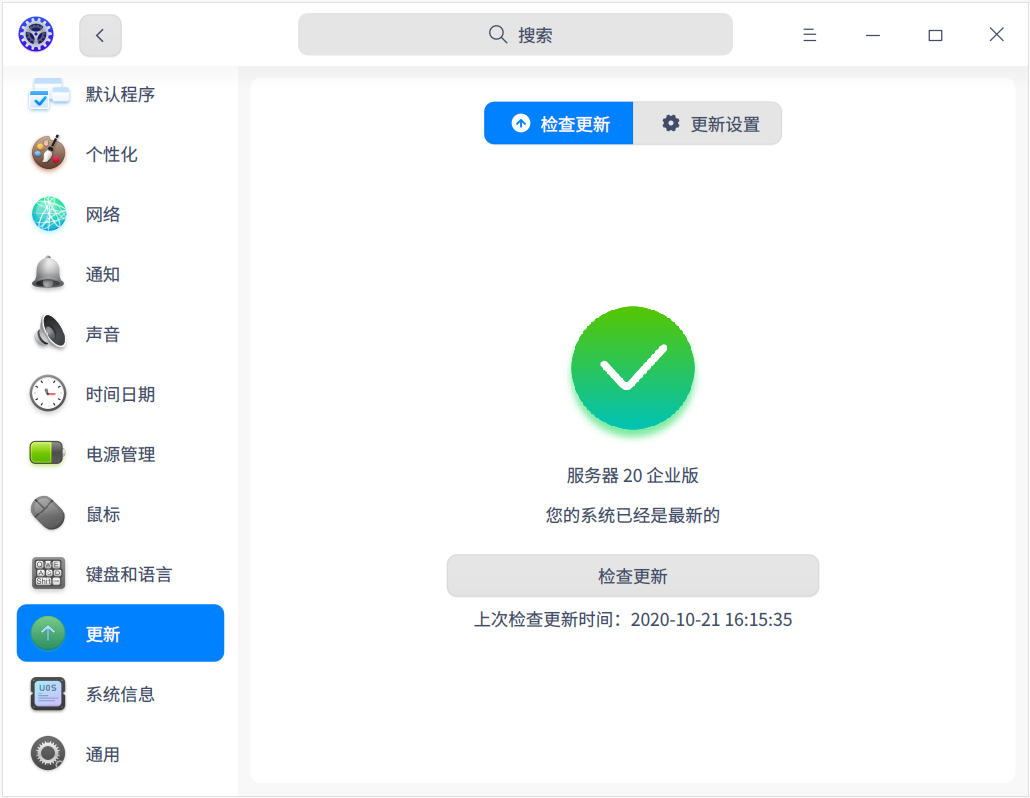 搜索
默认程序
个性化
网络
通知
声音
时间日期
电源管理
鼠标
键盘和语言
更新
UOS
系统信息
通用
检查更新
更新设置
服务器 20 企业版
您的系统已经是最新的
检查更新
上次检查更新时间：2020-10-21 16:15:35